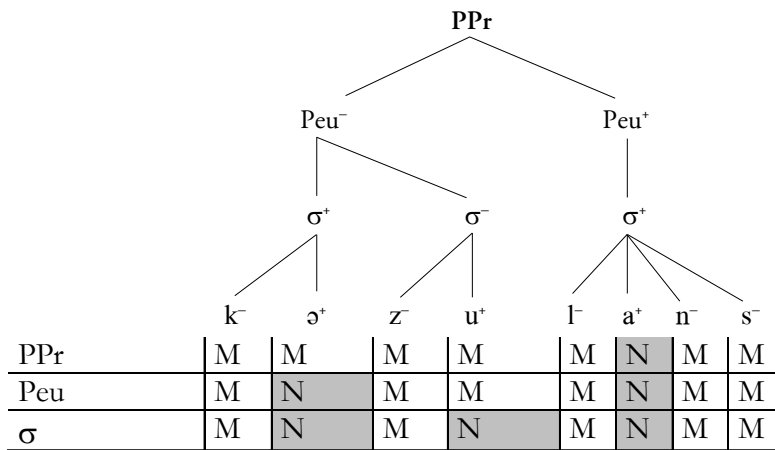 PPr
Peu⁻ Peu⁺
σ⁺ σ⁻ σ⁺
k⁻ ə⁺ z⁻ u⁺ l⁻ a⁺ n⁻ s⁻
PPr M M M M M N M M
Peu M N M M M N M M
σ M N M N M N M M